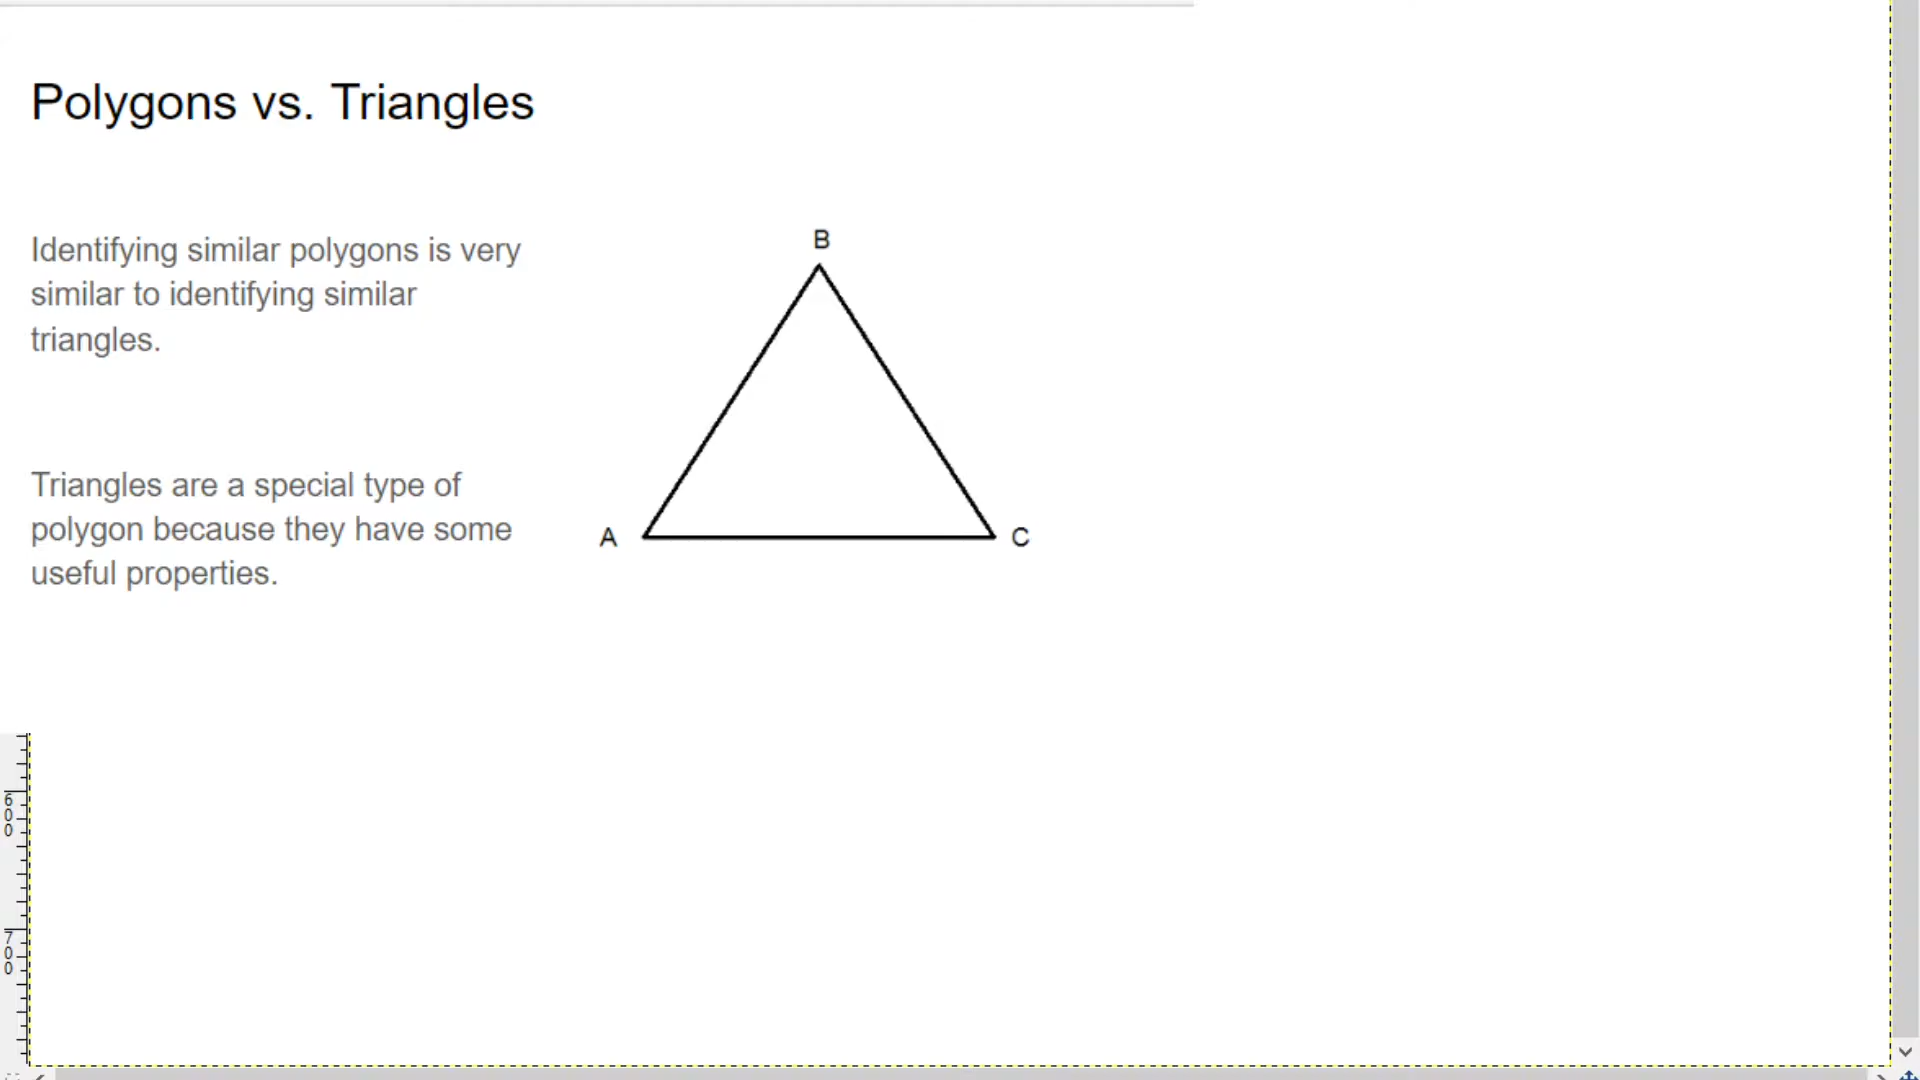 Polygons vs. Triangles
Identifying similar polygons is very
similar to identifying similar
triangles.
Triangles are a special type of
polygon because they have some
useful properties.
B
A
C
600
700